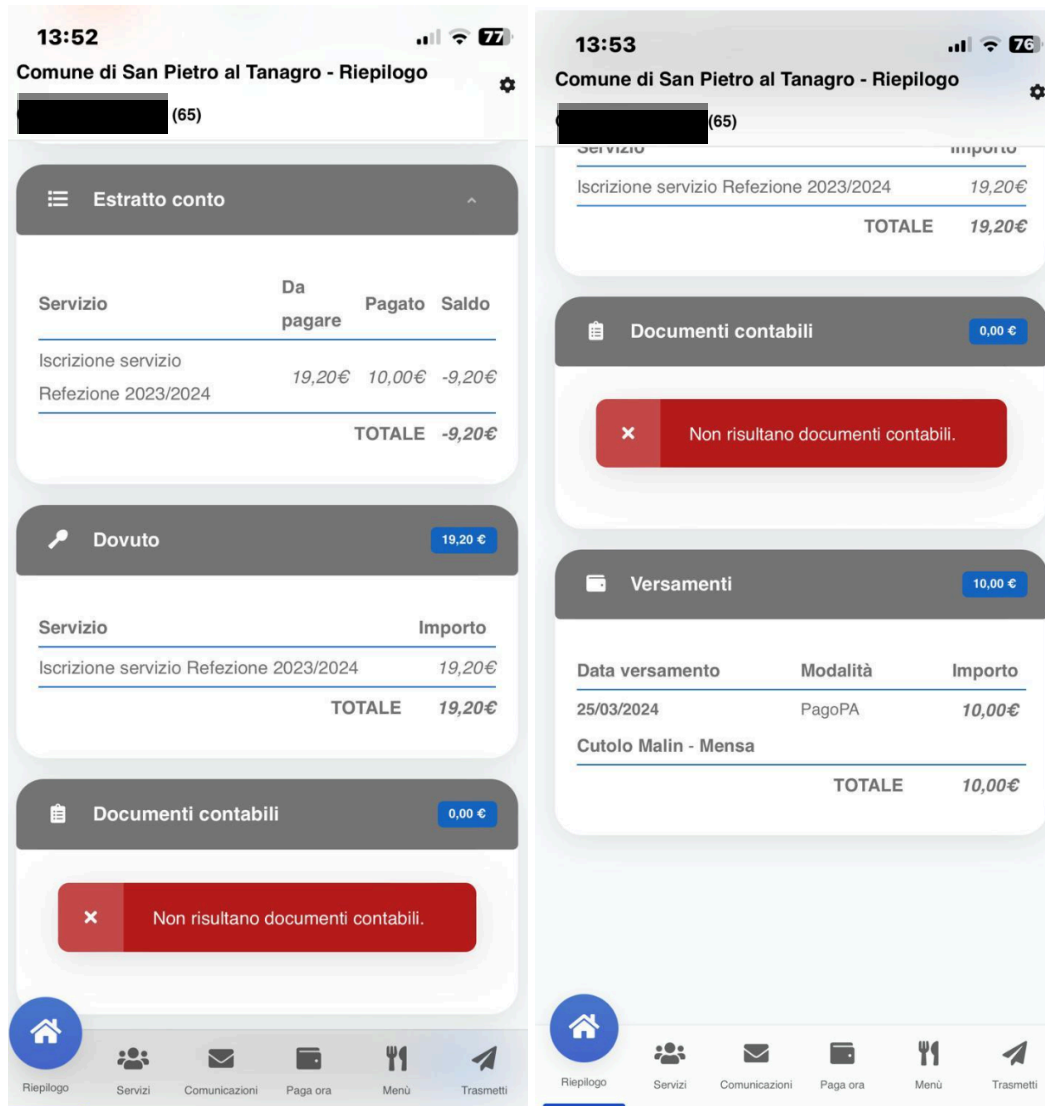 13:52
77
Comune di San Pietro al Tanagro - Riepilogo
(65)
Estratto conto
Servizio Da pagare Pagato Saldo
Iscrizione servizio
Refezione 2023/2024 19,20€ 10,00€ -9,20€
TOTALE -9,20€
Dovuto 19,20 €
Servizio Importo
Iscrizione servizio Refezione 2023/2024 19,20€
TOTALE 19,20€
Documenti contabili 0,00 €
Non risultano documenti contabili.
Riepilogo Servizi Comunicazioni Paga ora Menù Trasmetti
13:53
76
Comune di San Pietro al Tanagro - Riepilogo
(65)
Servizio Importo
Iscrizione servizio Refezione 2023/2024 19,20€
TOTALE 19,20€
Documenti contabili 0,00 €
Non risultano documenti contabili.
Versamenti 10,00 €
Data versamento Modalità Importo
25/03/2024 PagoPA 10,00€
Cutolo Malin - Mensa
TOTALE 10,00€
Riepilogo Servizi Comunicazioni Paga ora Menù Trasmetti